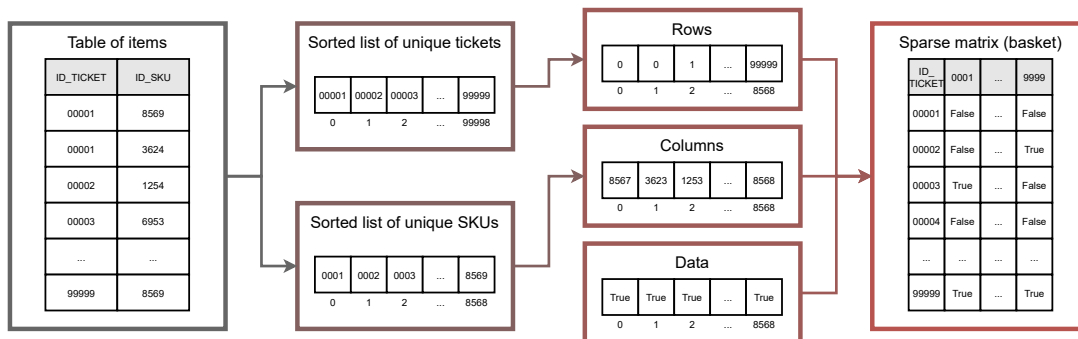 Table of items
ID_TICKET ID_SKU
00001 8569
00001 3624
00002 1254
00003 6953
... ...
99999 8569
Sorted list of unique tickets
00001 00002 00003 ... 99999
0 1 2 ... 99998
Sorted list of unique SKUs
0001 0002 0003 ... 8569
0 1 2 ... 8568
Rows
0 0 1 ... 99999
0 1 2 ... 8568
Columns
8567 3623 1253 ... 8568
0 1 2 ... 8568
Data
True True True ... True
0 1 2 ... 8568
Sparse matrix (basket)
ID_
TICKET 0001 ... 9999
00001 False ... False
00002 False ... True
00003 True ... False
00004 False ... False
... ... ... ...
99999 True ... True